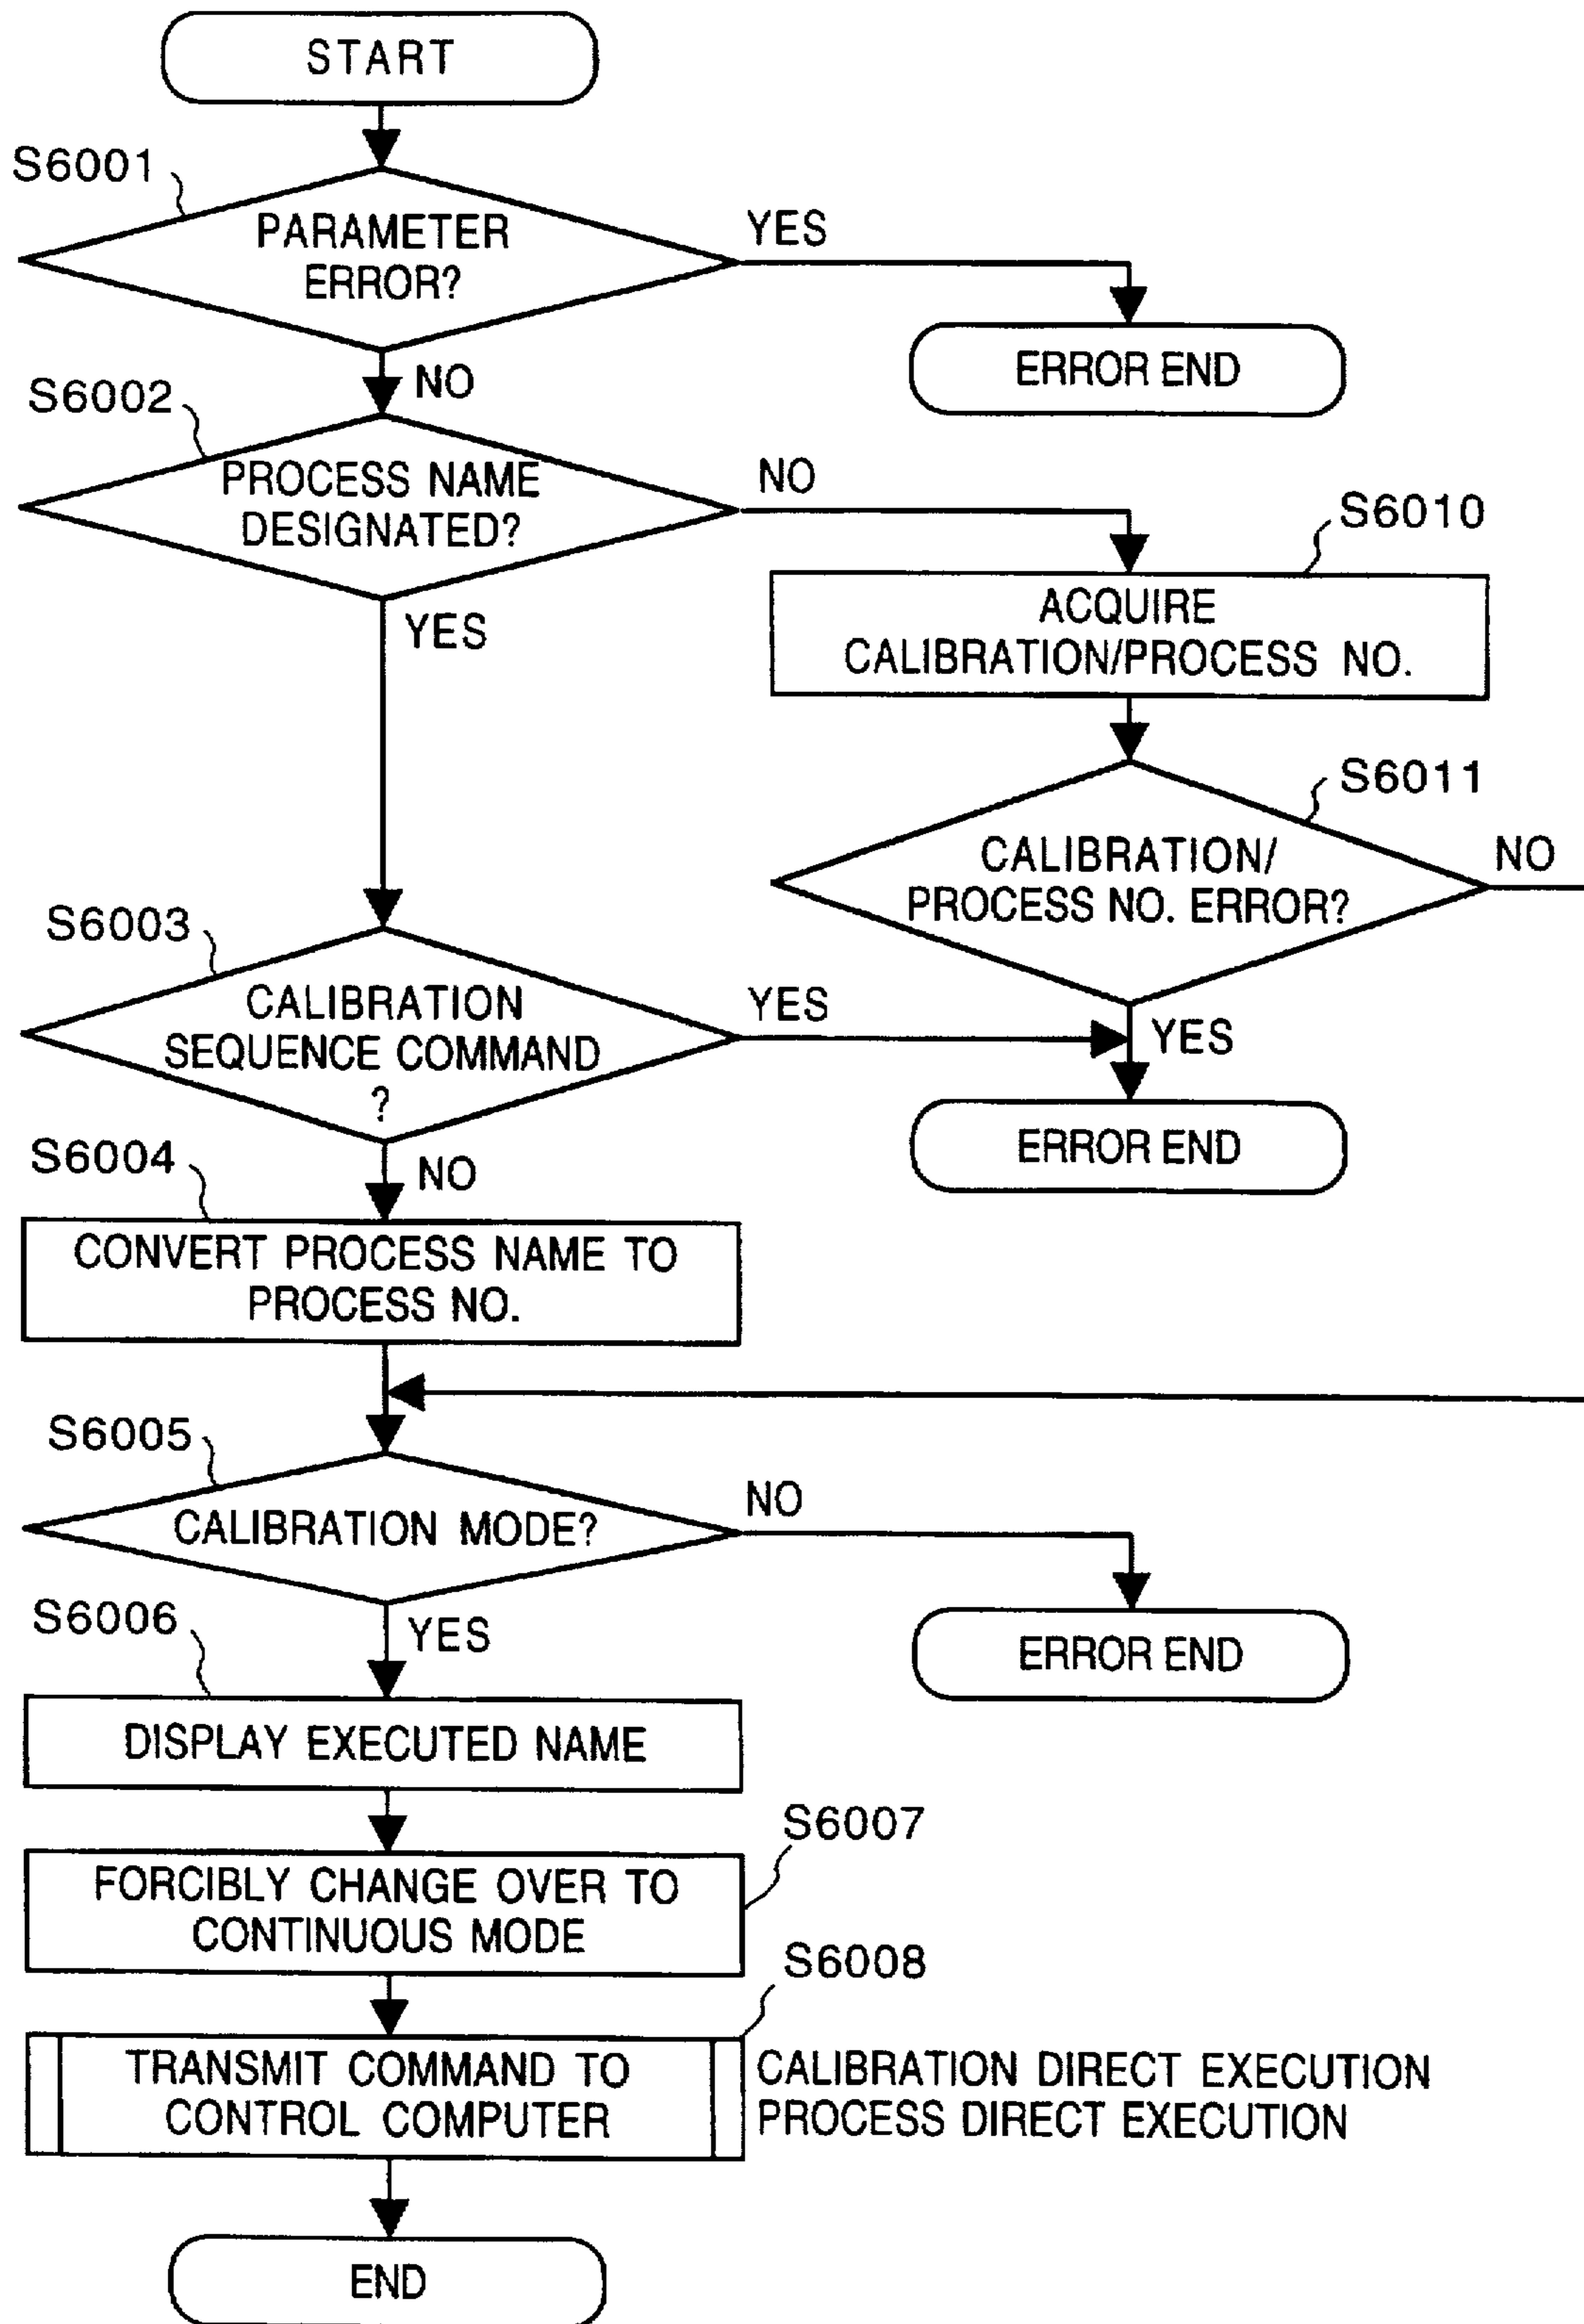 START
S6001
PARAMETER
ERROR?
YES
ERROR END
NO
S6002
PROCESS NAME
DESIGNATED?
NO
S6010
ACQUIRE
CALIBRATION/PROCESS NO.
YES
S6011
CALIBRATION/
PROCESS NO. ERROR?
NO
S6003
CALIBRATION
SEQUENCE COMMAND
?
YES
YES
ERROR END
S6004
NO
CONVERT PROCESS NAME TO
PROCESS NO.
S6005
CALIBRATION MODE?
NO
ERROR END
S6006
YES
DISPLAY EXECUTED NAME
S6007
FORCIBLY CHANGE OVER TO
CONTINUOUS MODE
S6008
TRANSMIT COMMAND TO
CONTROL COMPUTER
CALIBRATION DIRECT EXECUTION
PROCESS DIRECT EXECUTION
END